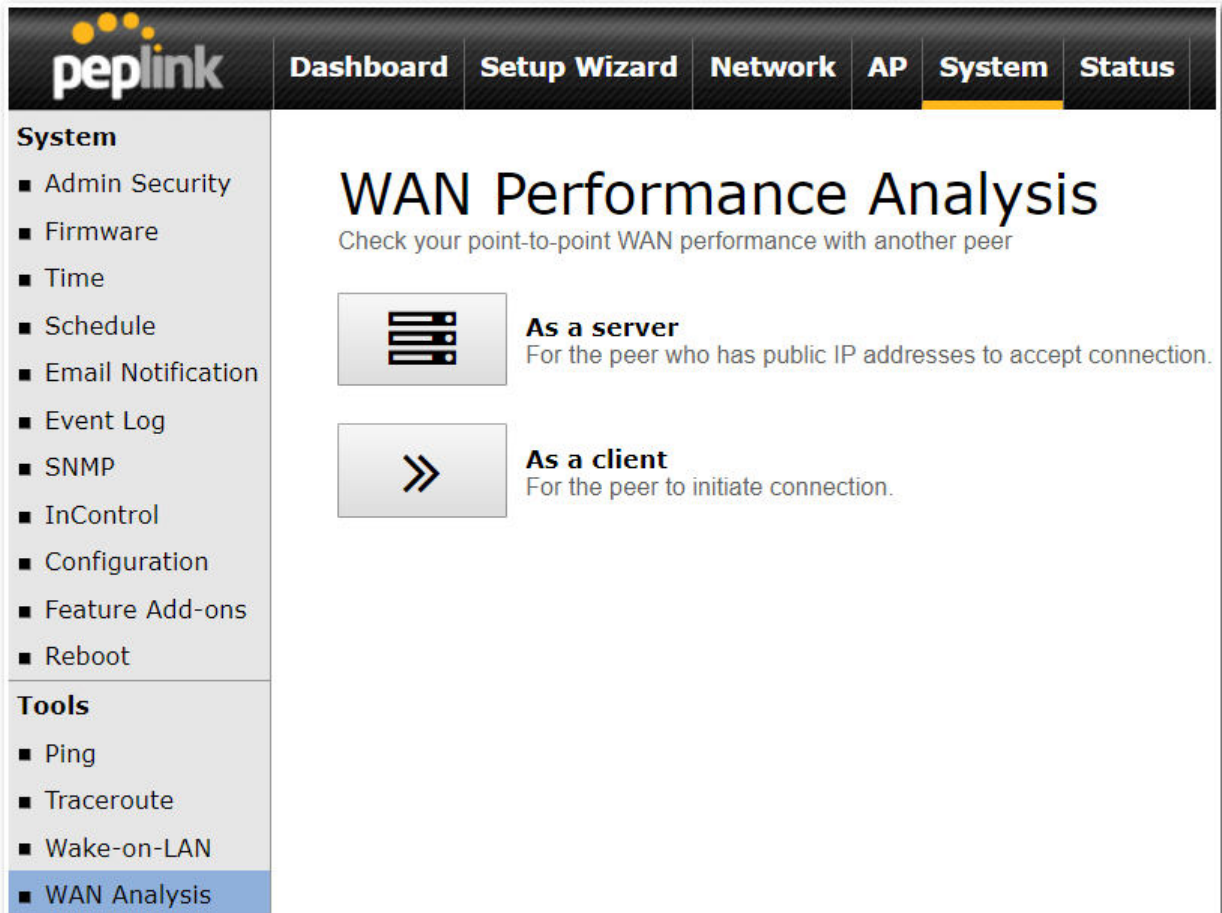 peplink
Dashboard Setup Wizard Network AP System Status
System
Admin Security
Firmware
Time
Schedule
Email Notification
Event Log
SNMP
InControl
Configuration
Feature Add-ons
Reboot
Tools
Ping
Traceroute
Wake-on-LAN
WAN Analysis
WAN Performance Analysis
Check your point-to-point WAN performance with another peer
As a server
For the peer who has public IP addresses to accept connection.
As a client
For the peer to initiate connection.